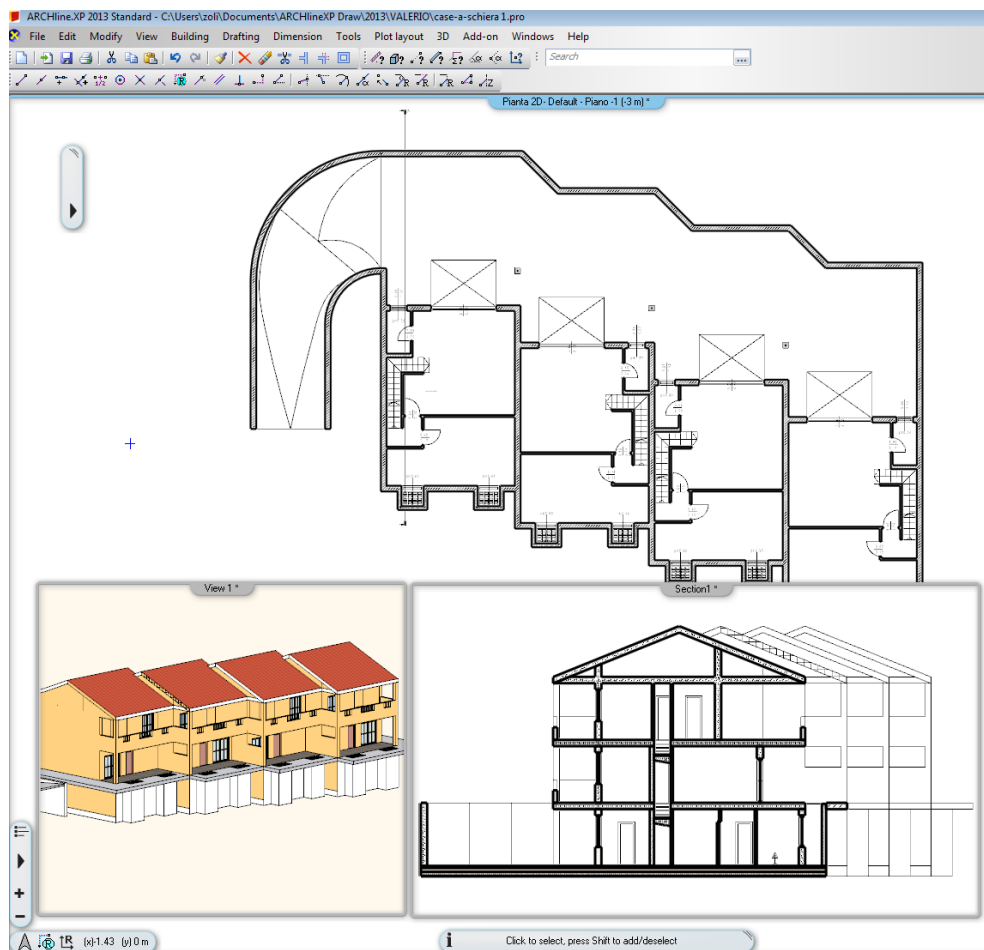 ARCHline.XP 2013 Standard - C:\Users\zoli\Documents\ARCHlineXP Draw\2013\VALERIO\case-a-schiera 1.pro
File Edit Modify View Building Drafting Dimension Tools Plot layout 3D Add-on Windows Help
Search ...
Pianta 2D- Default - Piano -1 (-3 m) *
View 1 *
Section1 *
(x)-1.43 (y) 0 m
Click to select, press Shift to add/deselect